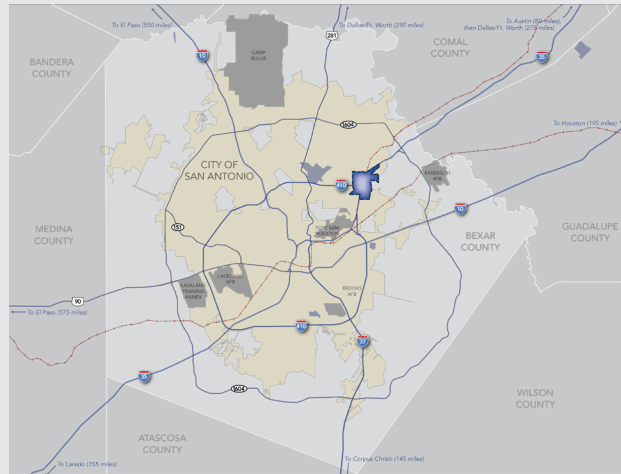 To El Paso (550 miles)
To Dallas/Ft. Worth (290 miles)
To Austin (80 miles),
then Dallas/Ft. Worth (275 miles)
281
BANDERA
COUNTY
COMAL
COUNTY
10
CAMP
BULLIS
35
To Houston (195 miles)
1604
CITY OF
SAN ANTONIO
410
RANDOLPH
AFB
10
151
FORT SAM
HOUSTON
MEDINA
COUNTY
BEXAR
COUNTY
GUADALUPE
COUNTY
LACKLAND
AFB
LACKLAND
TRAINING
ANNEX
BROOKS
AFB
90
To El Paso (575 miles)
410
37
35
1604
WILSON
COUNTY
ATASCOSA
COUNTY
To Laredo (155 miles)
To Corpus Christi (145 miles)